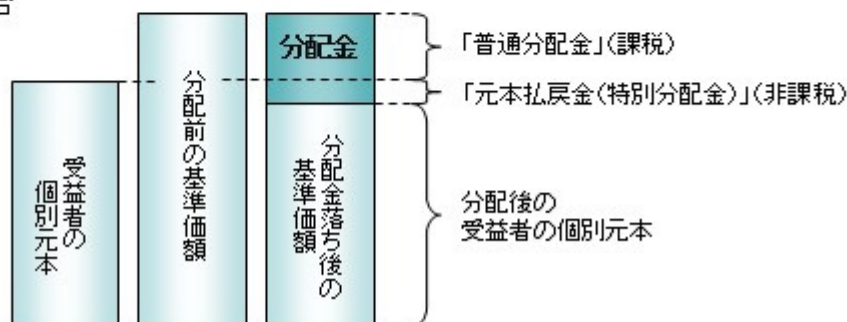 受益者の
個別元本
分配前の基準価額
分配金
分配金落ち後の
基準価額
「普通分配金」(課税)
「元本払戻金(特別分配金)」(非課税)
分配後の
受益者の個別元本